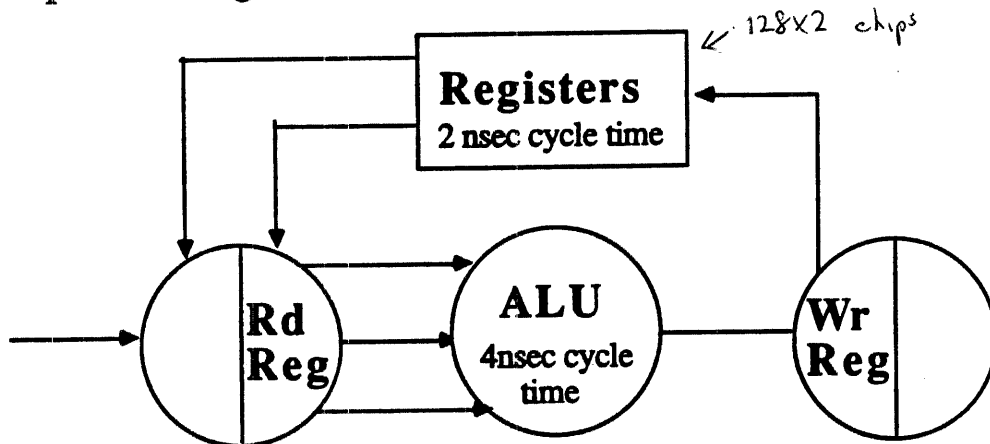 128X2 chips
Registers
2 nsec cycle time
Rd
Reg
ALU
4nsec cycle
time
Wr
Reg